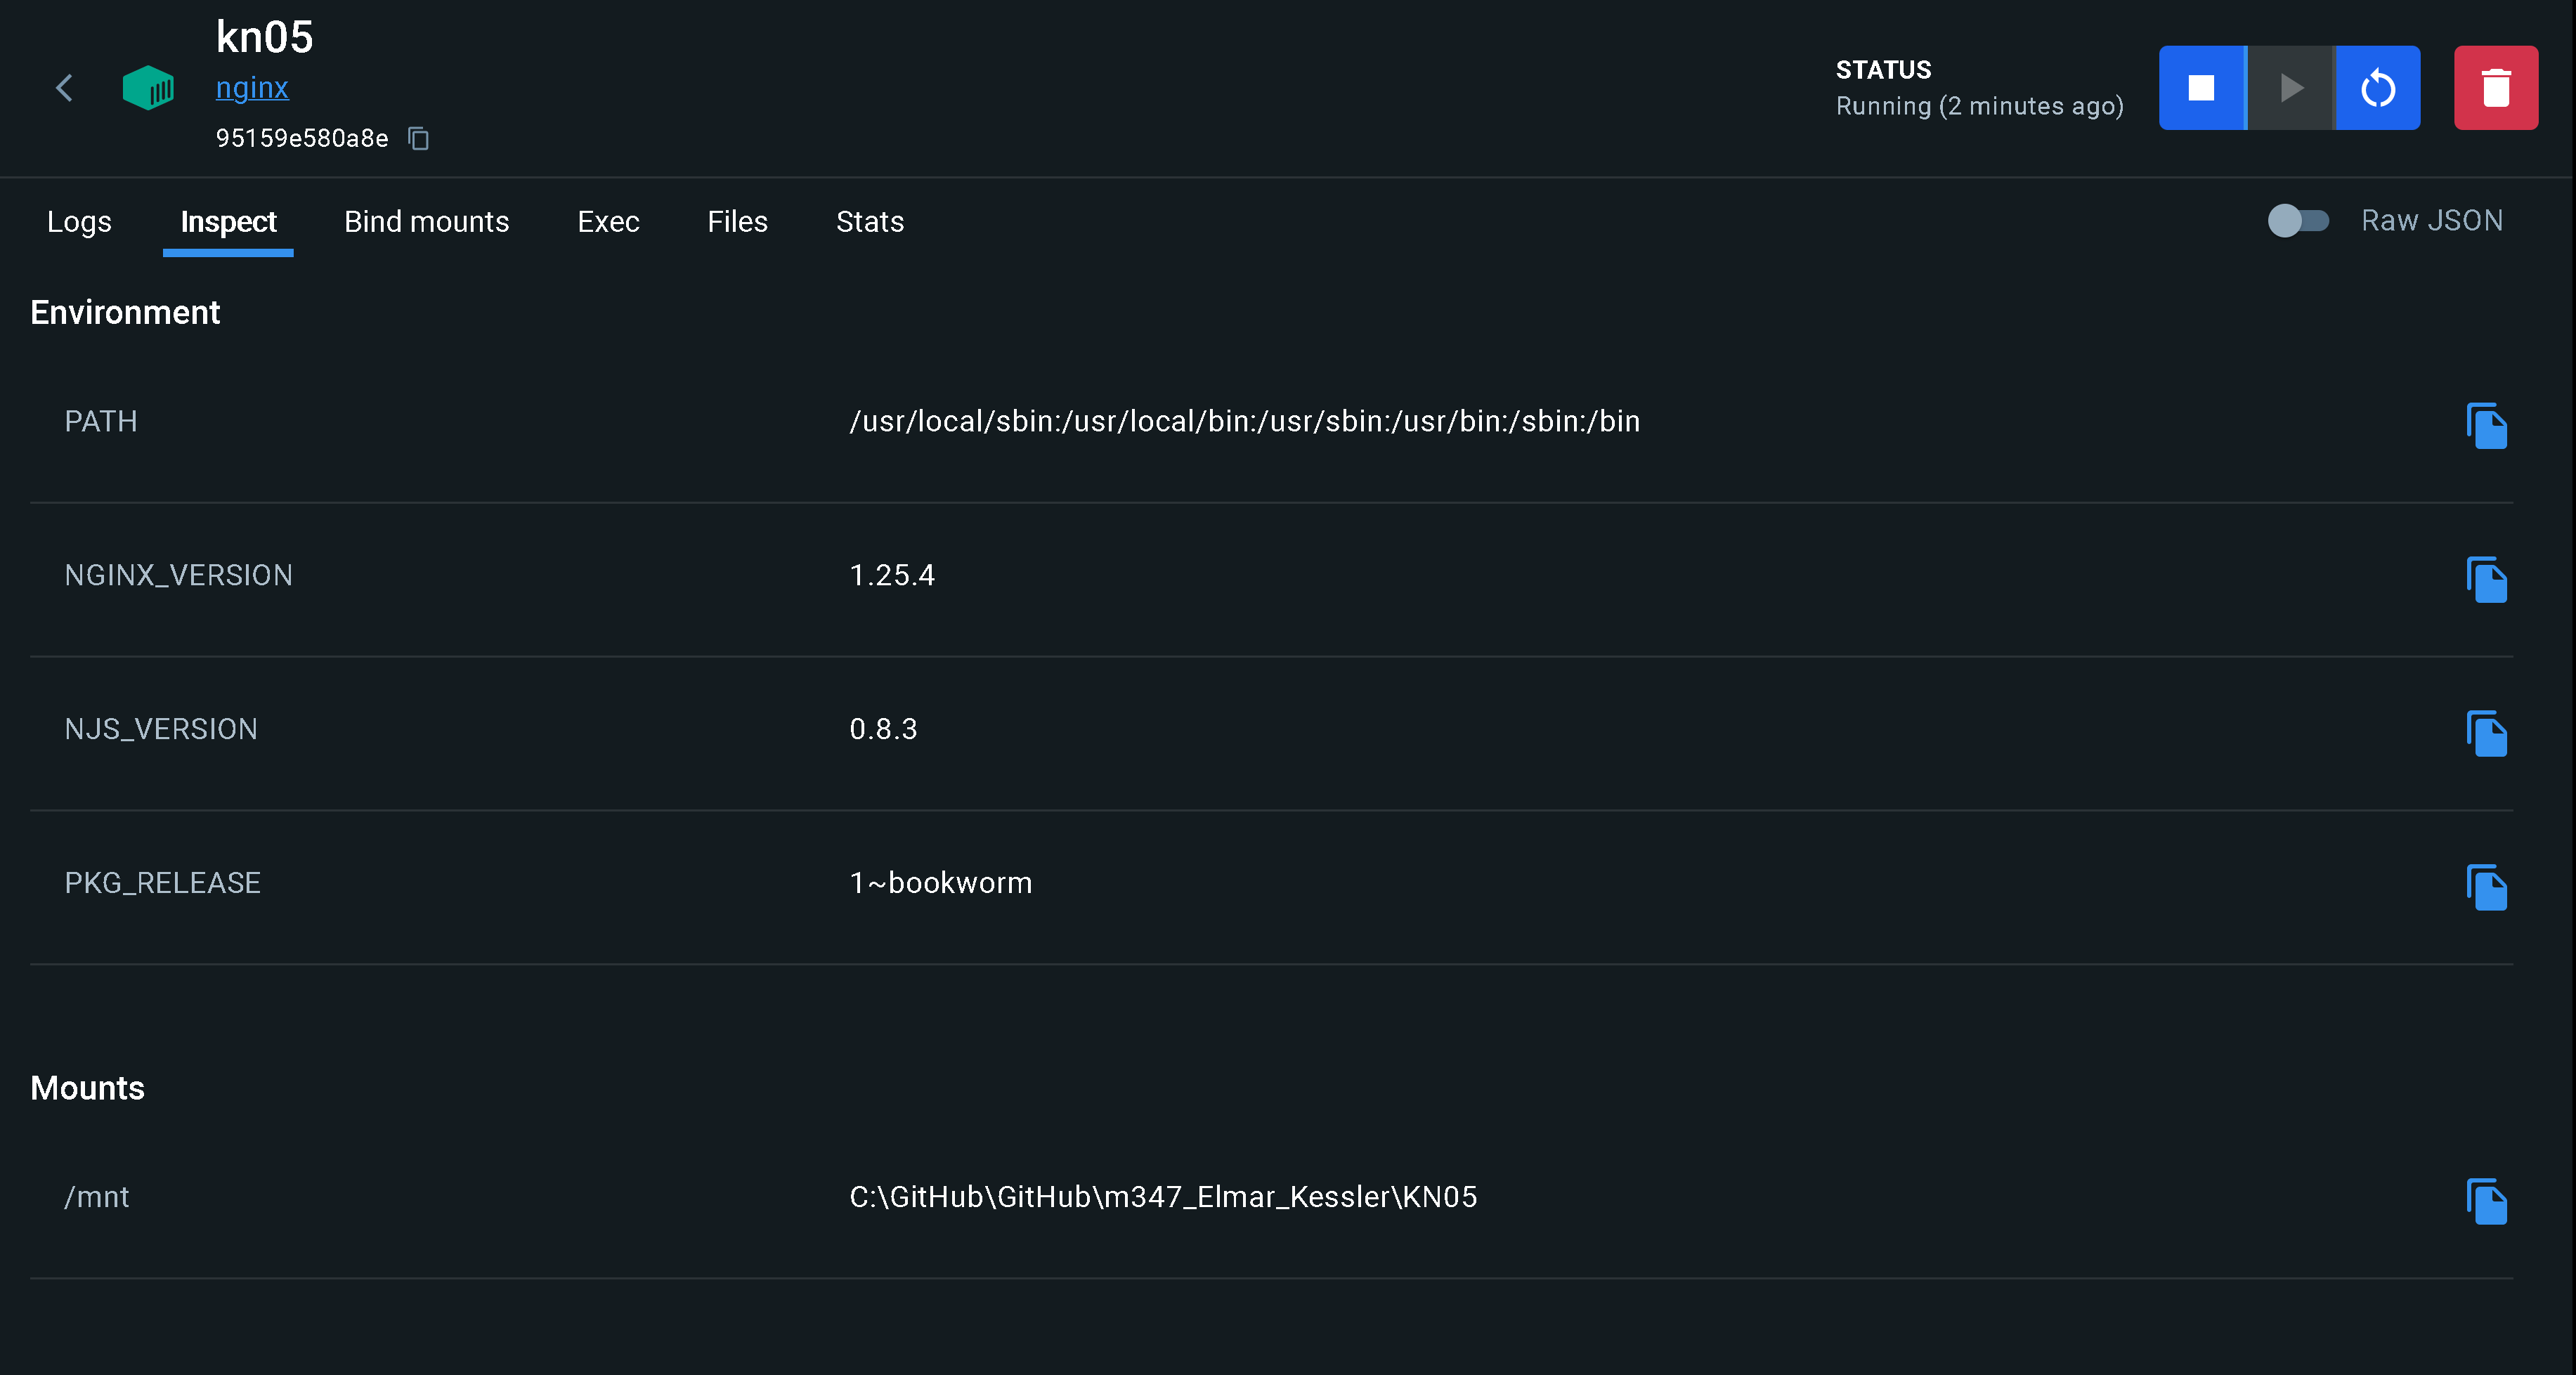 kn05
nginx
95159e580a8e
STATUS
Running (2 minutes ago)
Logs Inspect Bind mounts Exec Files Stats Raw JSON
Environment
PATH /usr/local/sbin:/usr/local/bin:/usr/sbin:/usr/bin:/sbin:/bin
NGINX_VERSION 1.25.4
NJS_VERSION 0.8.3
PKG_RELEASE 1~bookworm
Mounts
/mnt C:\GitHub\GitHub\m347_Elmar_Kessler\KN05